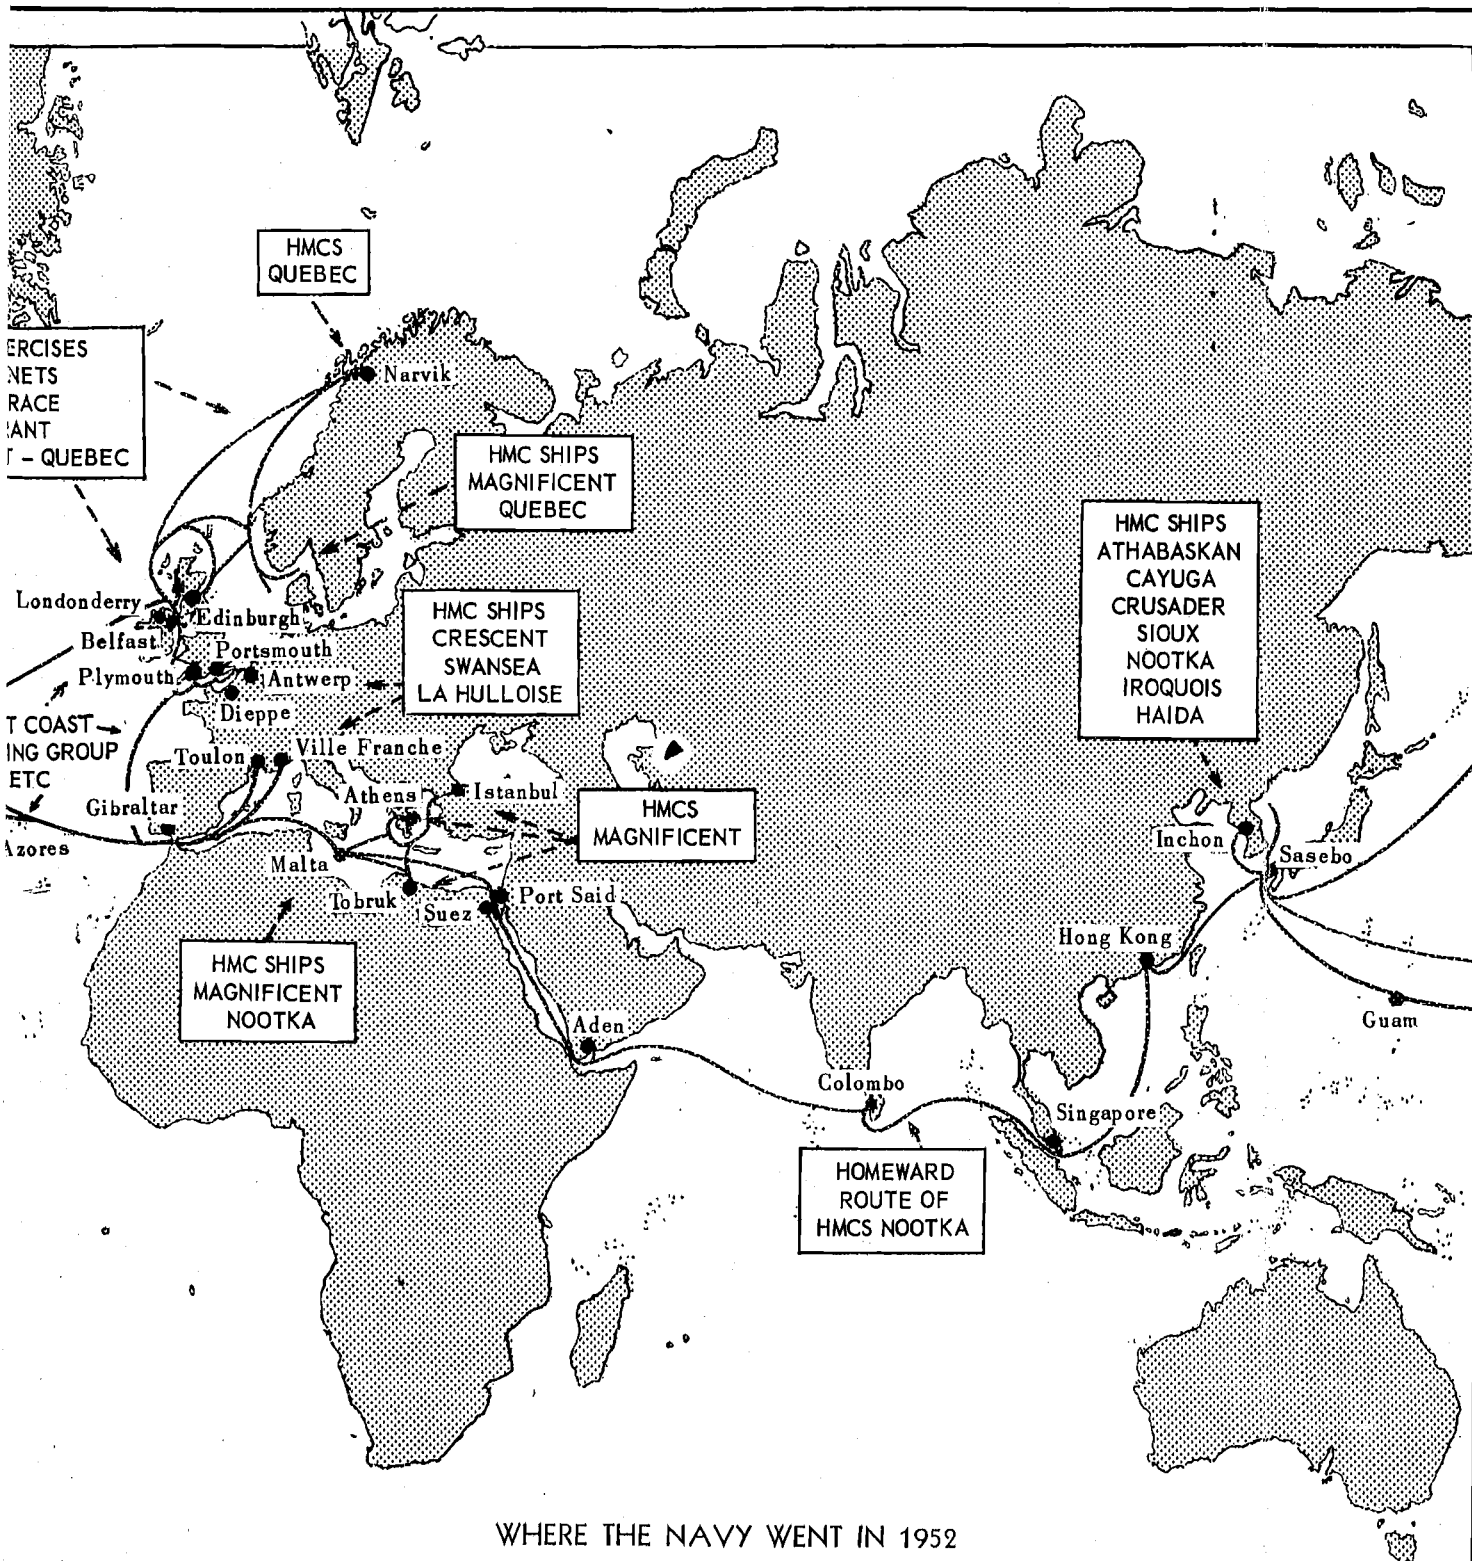 HMCS
QUEBEC
ERCISES
NETS
RACE
RANT
T - QUEBEC
Narvik
HMC SHIPS
MAGNIFICENT
QUEBEC
HMC SHIPS
ATHABASKAN
CAYUGA
CRUSADER
SIOUX
NOOTKA
IROQUOIS
HAIDA
Londonderry
Edinburgh
Belfast
Portsmouth
Plymouth
Antwerp
Dieppe
HMC SHIPS
CRESCENT
SWANSEA
LA HULLOISE
T COAST
ING GROUP
ETC
Toulon
Ville Franche
Gibraltar
Athens
Istanbul
Azores
HMCS
MAGNIFICENT
Malta
Tobruk
Suez
Port Said
Inchon
Sasebo
Hong Kong
Guam
HMC SHIPS
MAGNIFICENT
NOOTKA
Aden
Colombo
Singapore
HOMEWARD
ROUTE OF
HMCS NOOTKA
WHERE THE NAVY WENT IN 1952